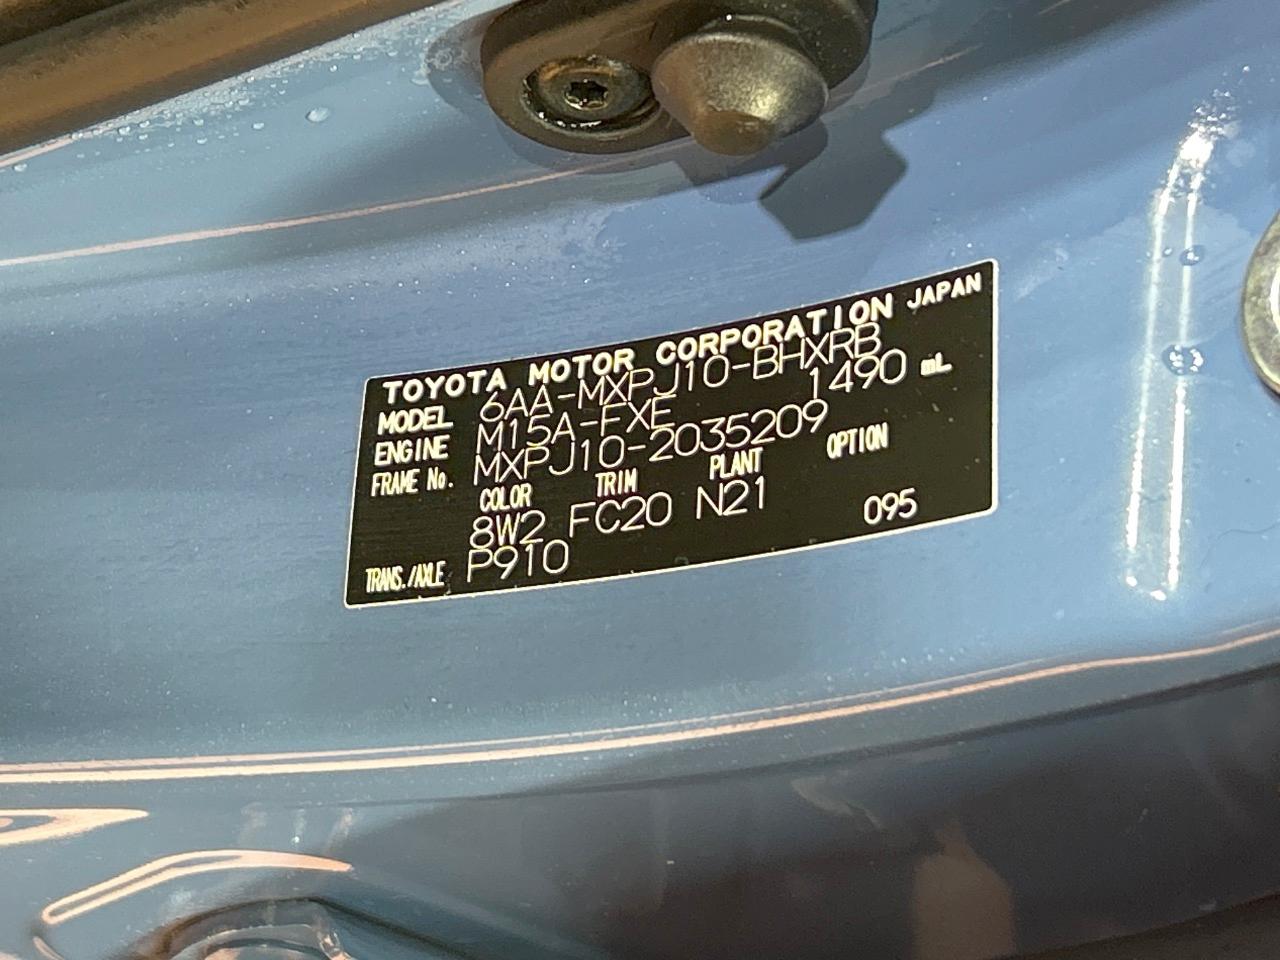 TOYOTA MOTOR CORPORATION JAPAN
MODEL 6AA-MXPJ10-BHXRB
ENGINE M15A-FXE 1490 mL
FRAME No. MXPJ10-2035209
COLOR TRIM PLANT OPTION
8W2 FC20 N21
TRANS./AXLE P910 095